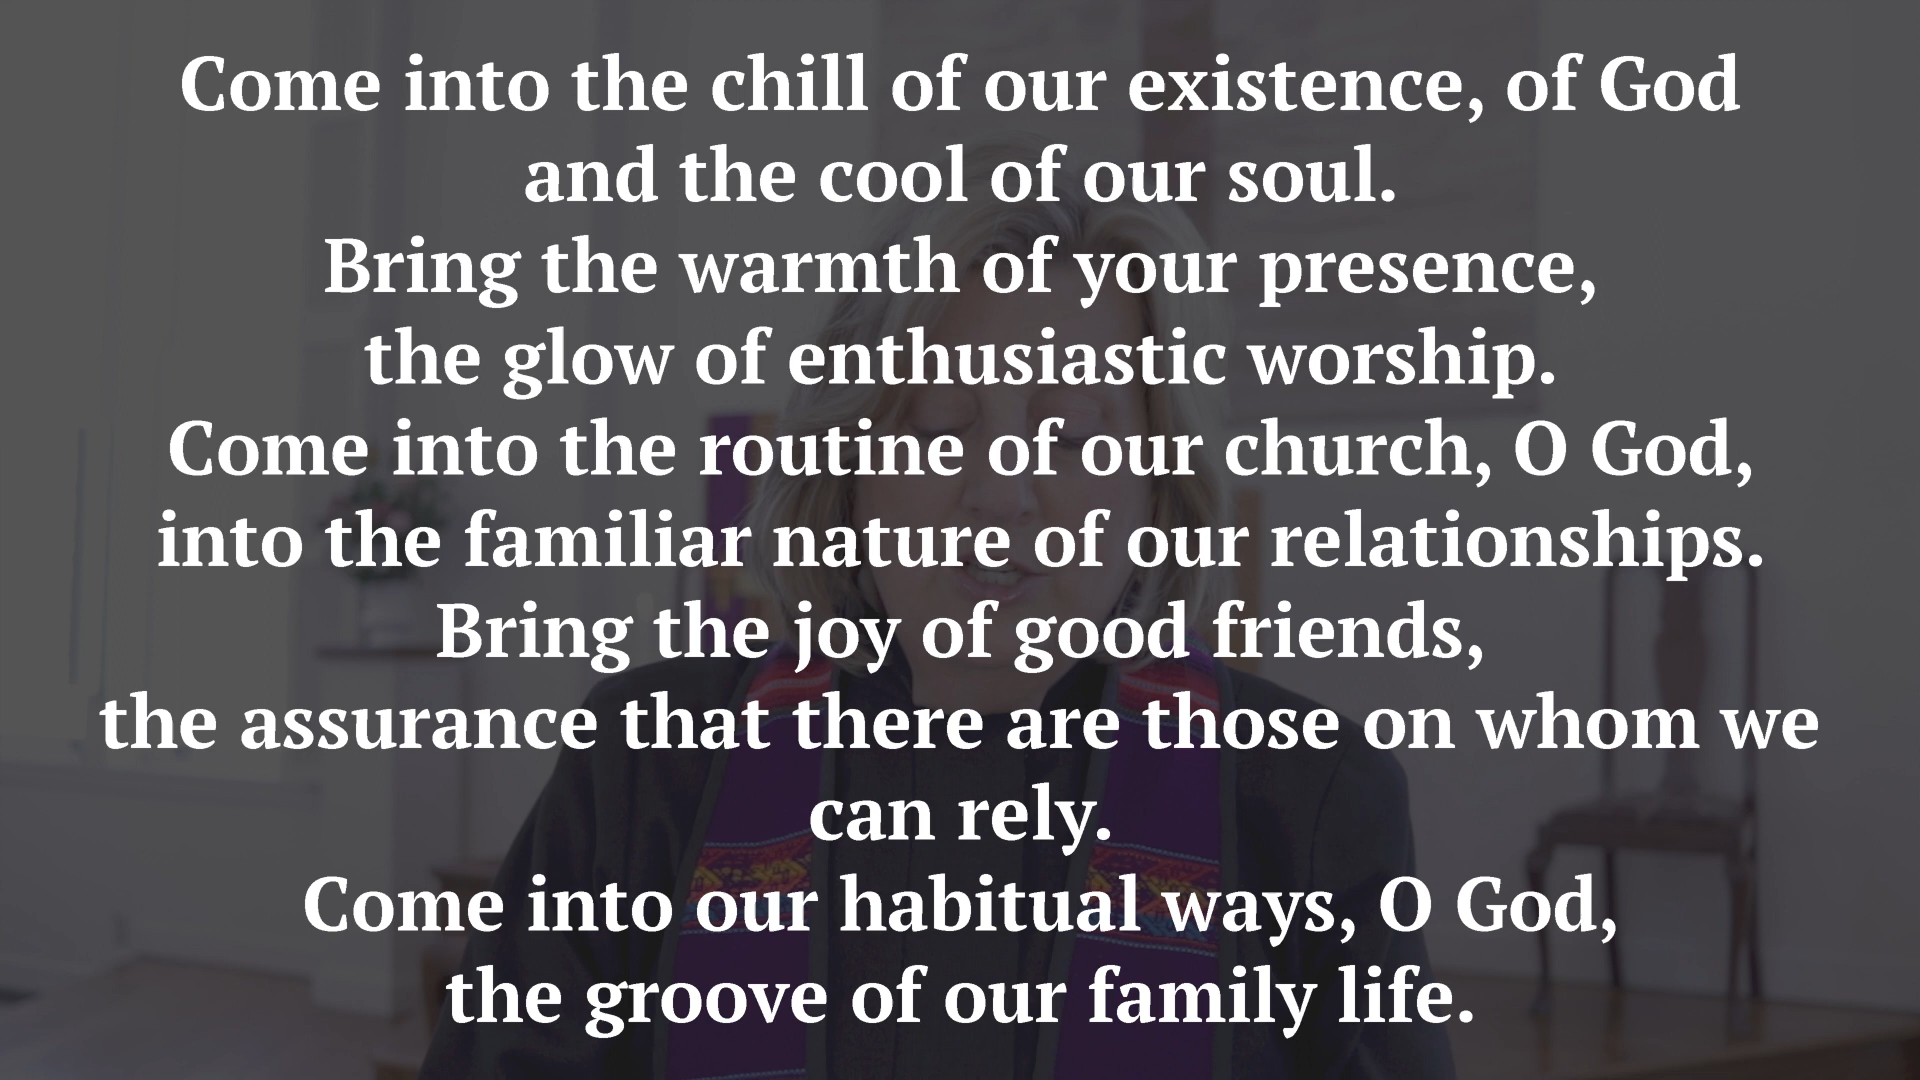 Come into the chill of our existence, of God
and the cool of our soul.
Bring the warmth of your presence,
the glow of enthusiastic worship.
Come into the routine of our church, O God,
into the familiar nature of our relationships.
Bring the joy of good friends,
the assurance that there are those on whom we
can rely.
Come into our habitual ways, O God,
the groove of our family life.